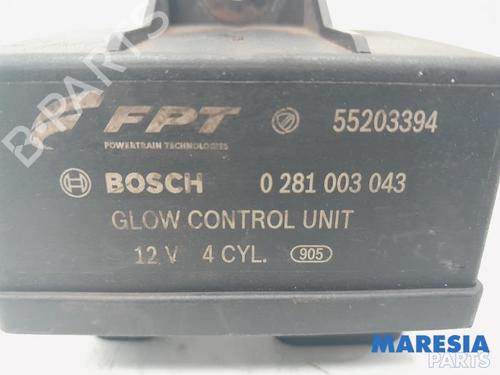 FPT 55203394
POWERTRAIN TECHNOLOGIES
BOSCH 0 281 003 043
GLOW CONTROL UNIT
12 V 4 CYL. 905
B-PARTS
B-PARTS
MARESIA
PARTS